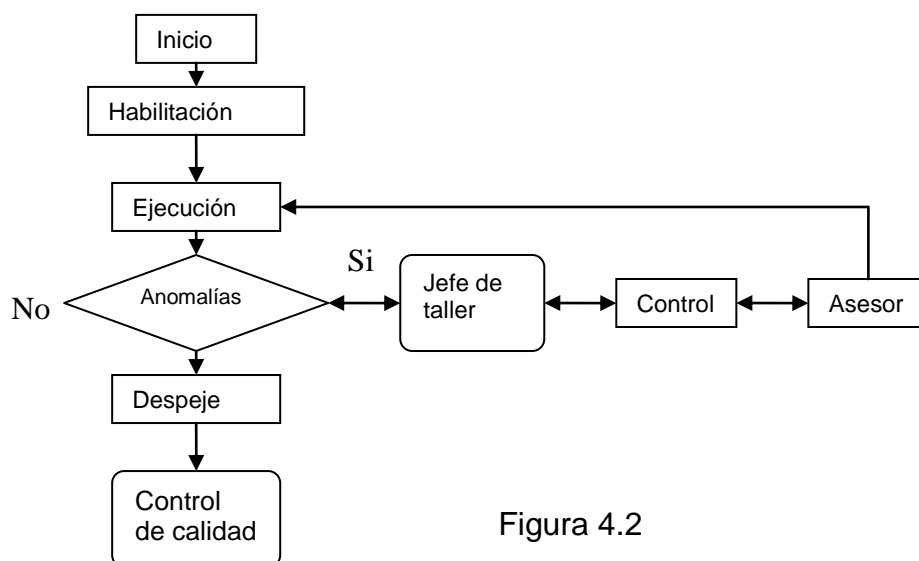 Inicio
Habilitación
Ejecución
Si
Anomalías
No
Jefe de
taller
Control
Asesor
Despeje
Control
de calidad
Figura 4.2